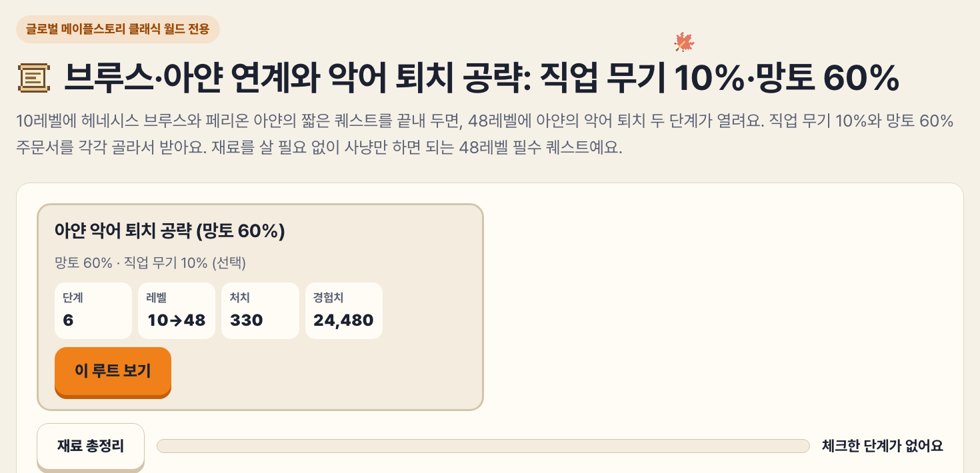 글로벌 메이플스토리 클래식 월드 전용
브루스·아얀 연계와 악어 퇴치 공략: 직업 무기 10%·망토 60%
10레벨에 헤네시스 브루스와 페리온 아얀의 짧은 퀘스트를 끝내 두면, 48레벨에 아얀의 악어 퇴치 두 단계가 열려요. 직업 무기 10%와 망토 60%
주문서를 각각 골라서 받아요. 재료를 살 필요 없이 사냥만 하면 되는 48레벨 필수 퀘스트예요.
아얀 악어 퇴치 공략 (망토 60%)
망토 60% · 직업 무기 10% (선택)
단계 레벨 처치 경험치
6 10→48 330 24,480
이 루트 보기
재료 총정리 체크한 단계가 없어요